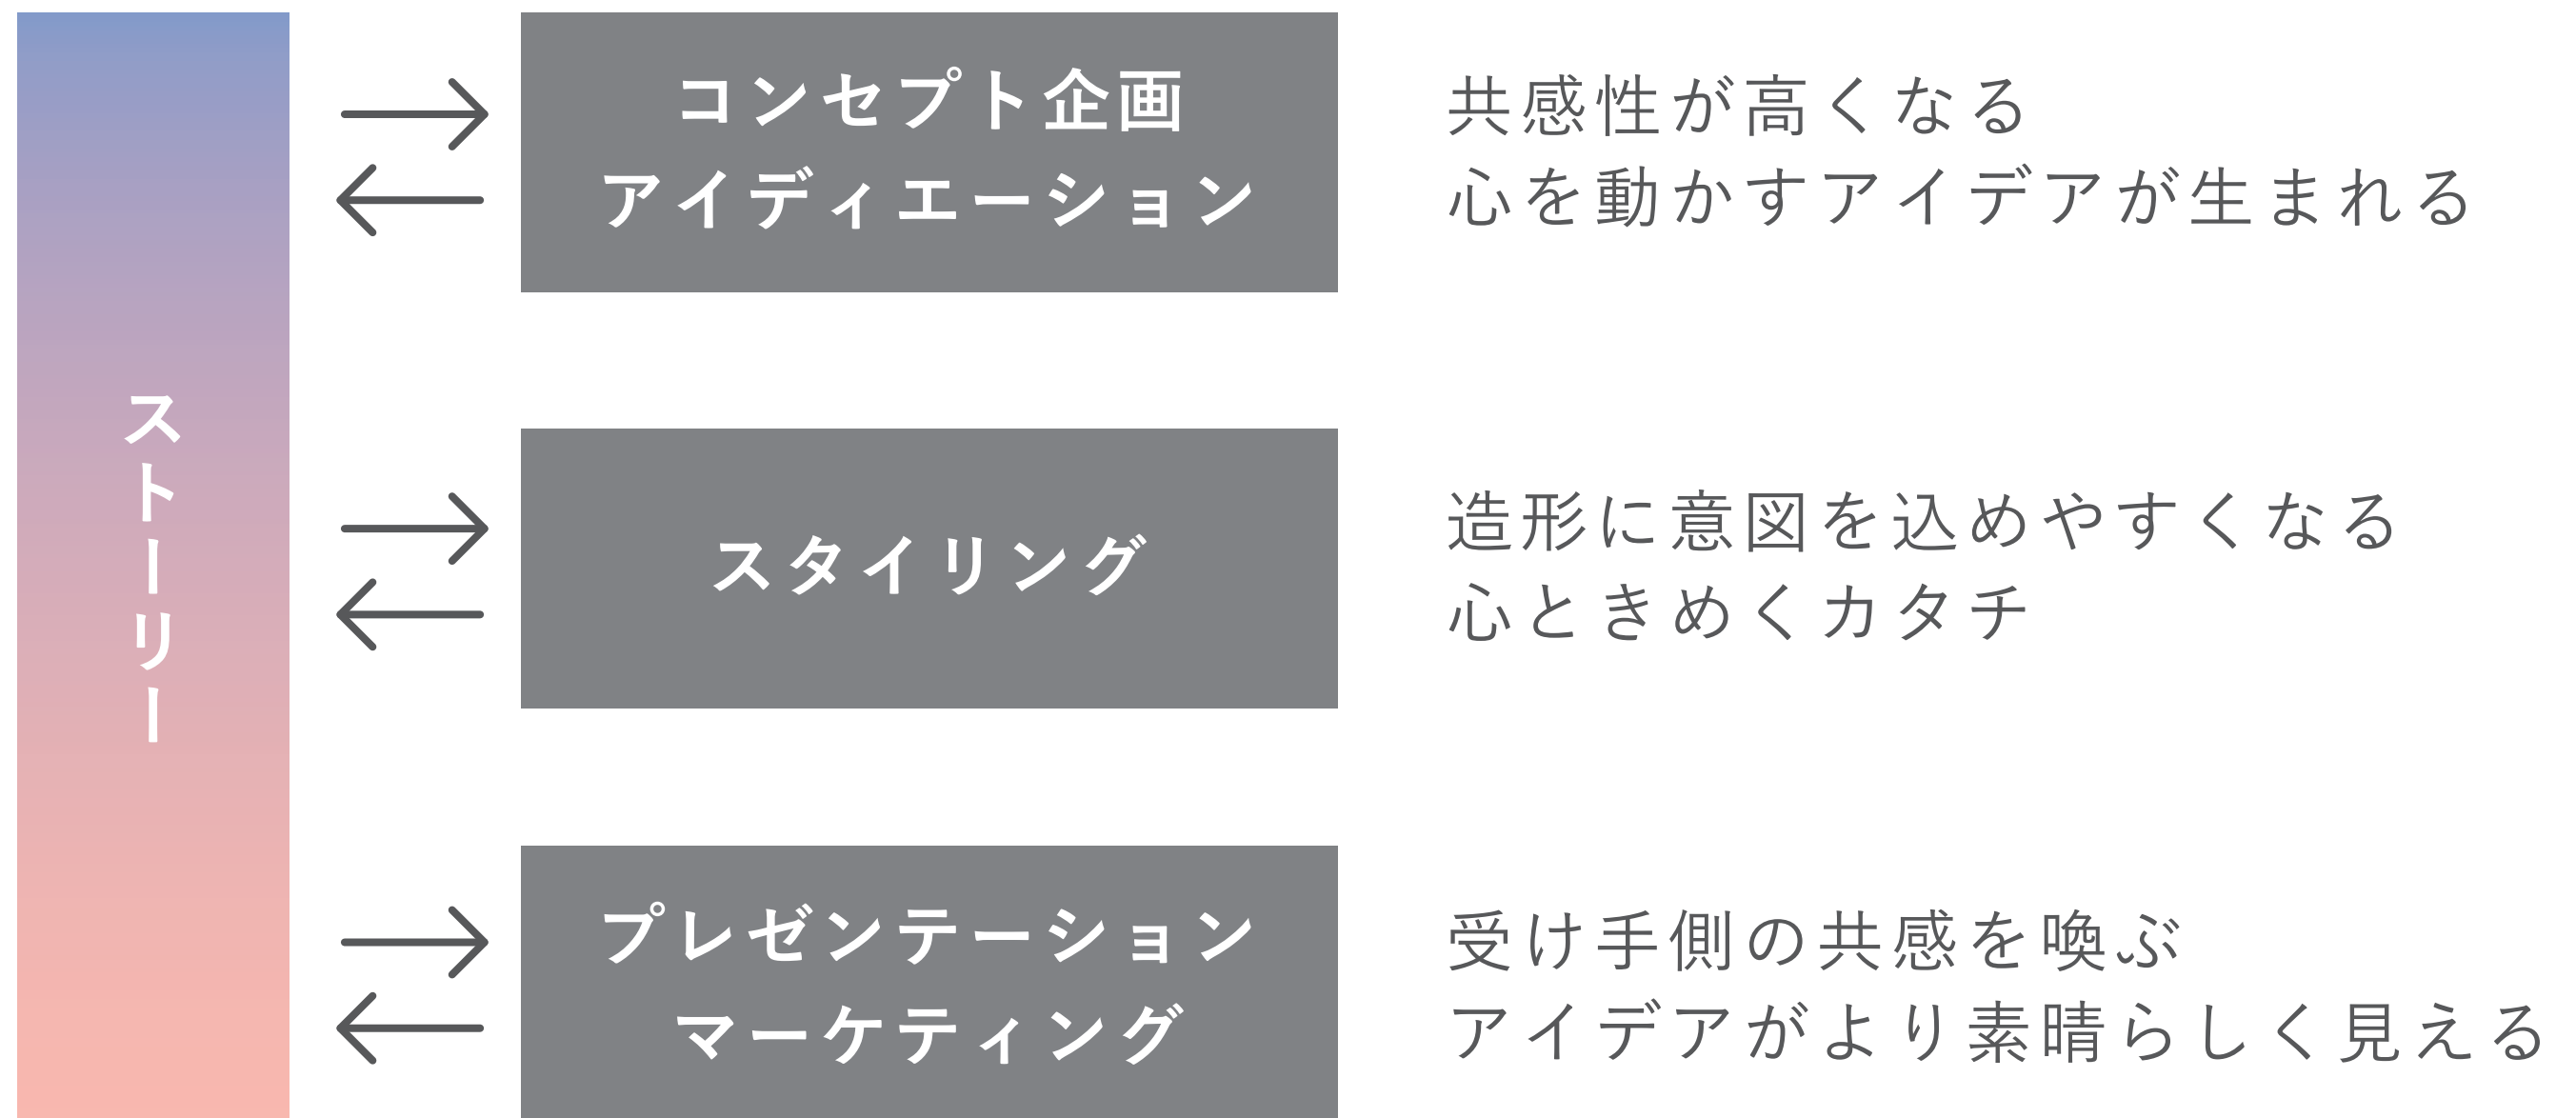 ストーリー
コンセプト企画
アイディエーション
共感性が高くなる
心を動かすアイデアが生まれる
スタイリング
造形に意図を込めやすくなる
心ときめくカタチ
プレゼンテーション
マーケティング
受け手側の共感を喚ぶ
アイデアがより素晴らしく見える